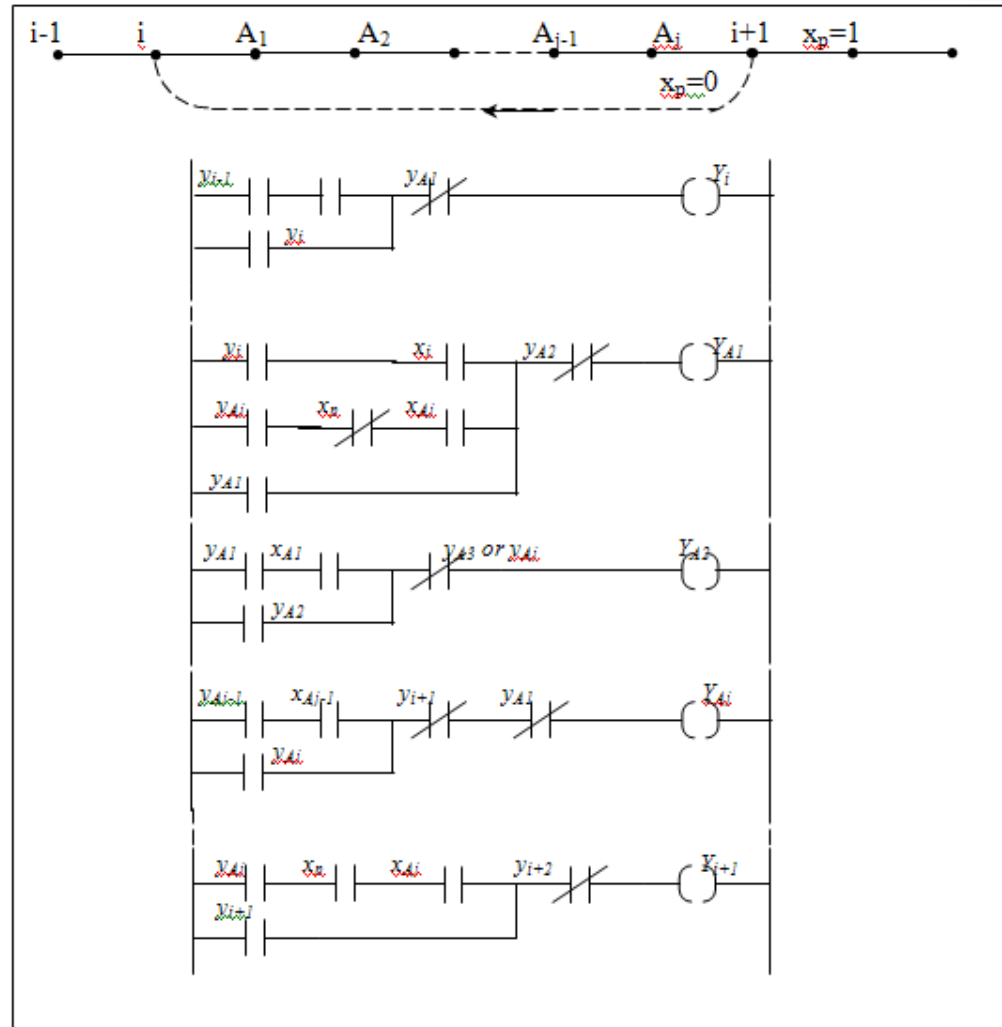 i-1 i A1 A2 Aj-1 Aj i+1 xp=1
xp=0
yi-1 yA1 Yi
yi
yi xi yA2 YA1
yAj xp xAj
yA1
yA1 xA1 yA3 or yAj YA2
yA2
yAj-1 xAj-1 yi+1 yA1 YAj
yAj
yAj xp xAj yi+2 Yi+1
yi+1